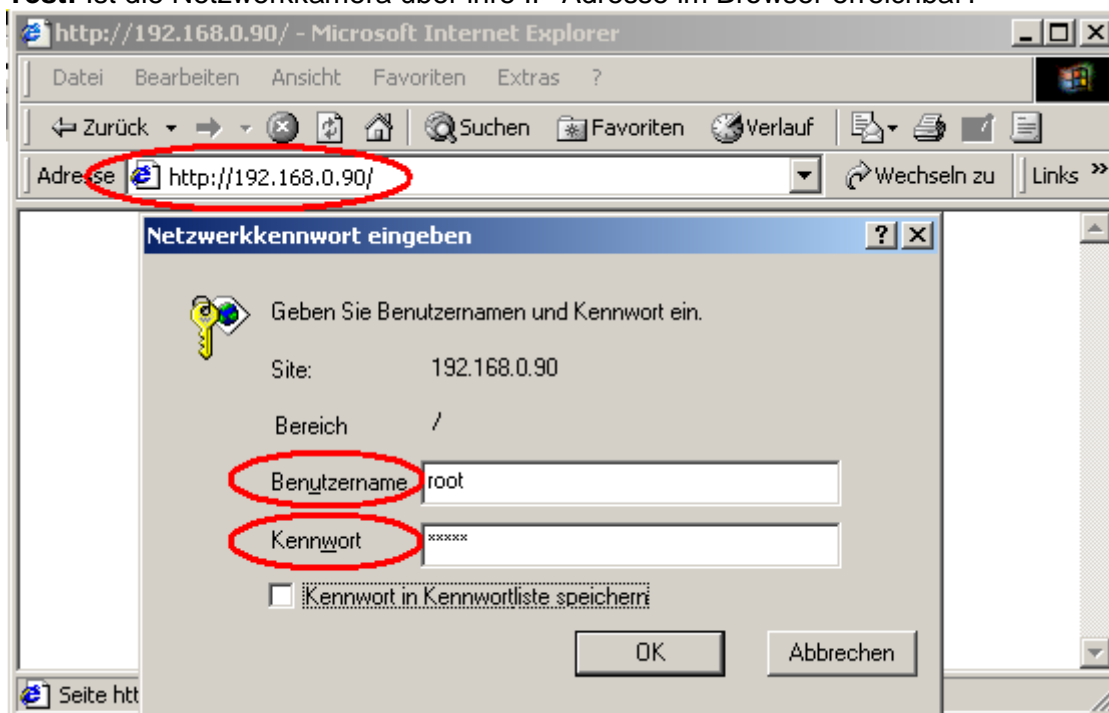 Test: Ist die Netzwerkkamera über ihre IP-Adresse im Browser erreichbar?
http://192.168.0.90/ - Microsoft Internet Explorer
Datei Bearbeiten Ansicht Favoriten Extras ?
Zurück Suchen Favoriten Verlauf
Adresse http://192.168.0.90/ Wechseln zu Links »
Netzwerkkennwort eingeben
Geben Sie Benutzernamen und Kennwort ein.
Site: 192.168.0.90
Bereich /
Benutzername root
Kennwort *****
Kennwort in Kennwortliste speichern
OK Abbrechen
Seite htt